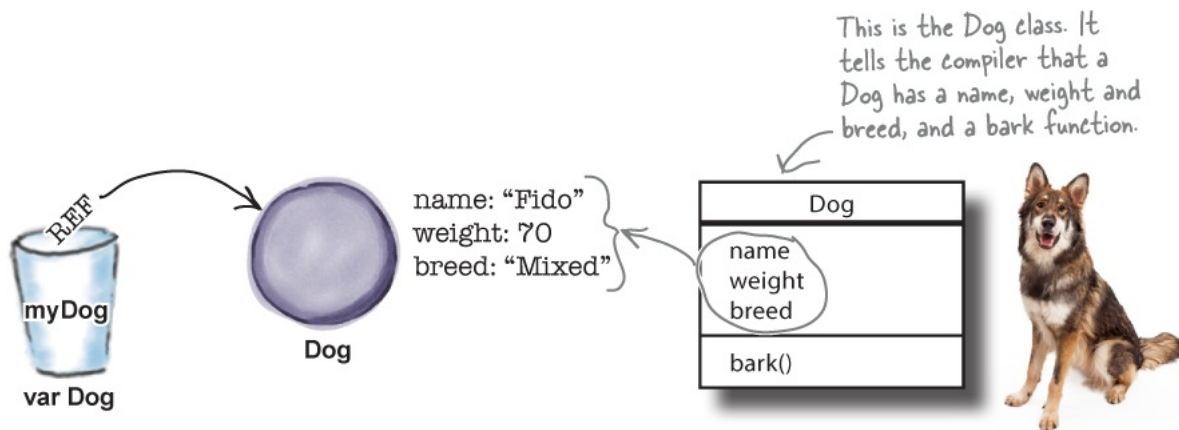 This is the Dog class. It
tells the compiler that a
Dog has a name, weight and
breed, and a bark function.
REF
myDog
var Dog
Dog
name: “Fido”
weight: 70
breed: “Mixed”
Dog
name
weight
breed
bark()